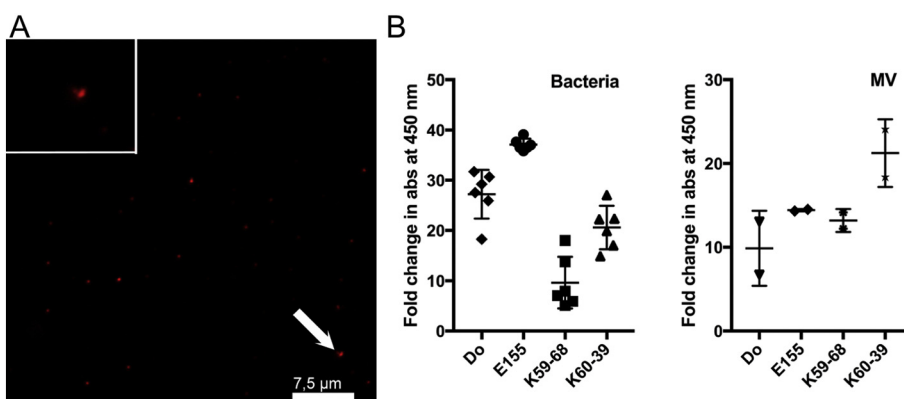 A
7,5 µm
B
Fold change in abs at 450 nm
50
40
30
20
10
0
Bacteria
Do
E155
K59-68
K60-39
Fold change in abs at 450 nm
30
20
10
0
MV
Do
E155
K59-68
K60-39